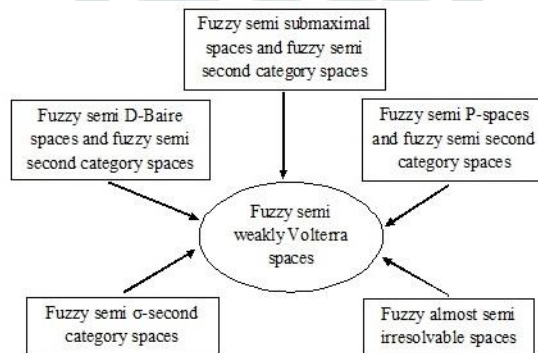 Fuzzy semi submaximal
spaces and fuzzy semi
second category spaces
Fuzzy semi D-Baire
spaces and fuzzy semi
second category spaces
Fuzzy semi P-spaces
and fuzzy semi second
category spaces
Fuzzy semi
weakly Volterra
spaces
Fuzzy semi σ-second
category spaces
Fuzzy almost semi
irresolvable spaces